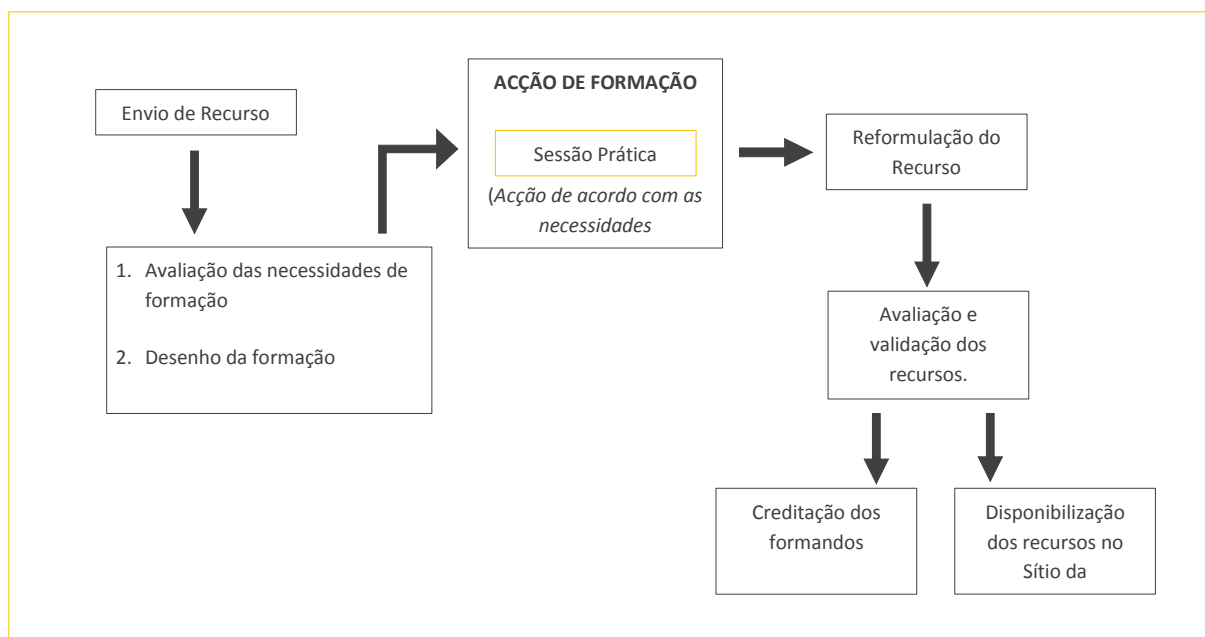 Envio de Recurso
1. Avaliação das necessidades de
formação
2. Desenho da formação
ACÇÃO DE FORMAÇÃO
Sessão Prática
(Acção de acordo com as
necessidades
Reformulação do
Recurso
Avaliação e
validação dos
recursos.
Creditação dos
formandos
Disponibilização
dos recursos no
Sítio da